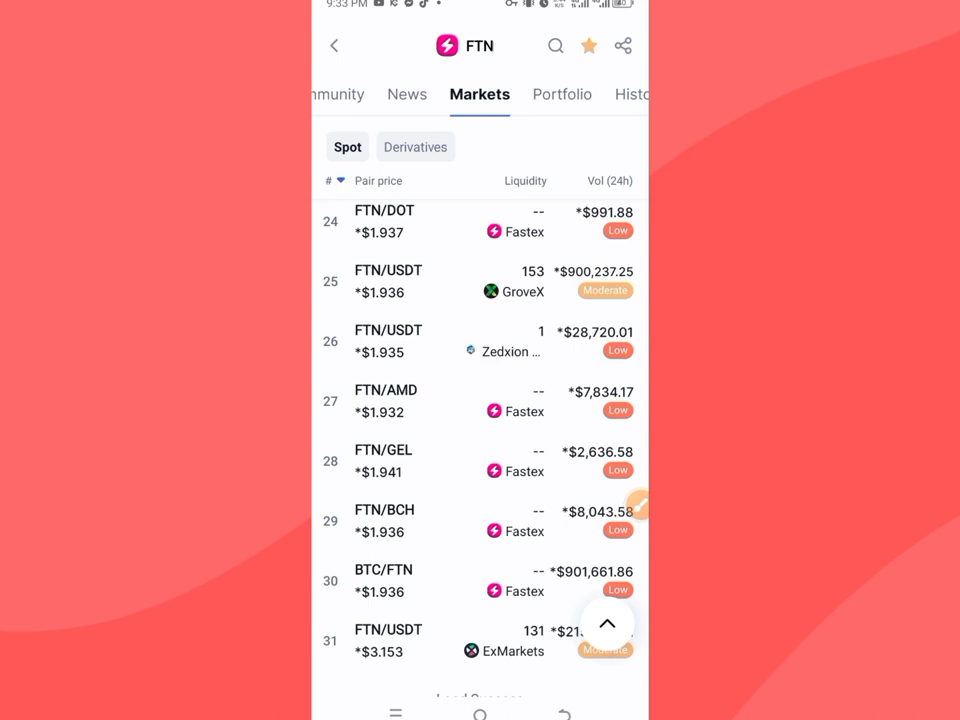 9:33 PM
FTN
mmunity News Markets Portfolio Histo
Spot Derivatives
# Pair price Liquidity Vol (24h)
24 FTN/DOT -- *$991.88
*$1.937 Fastex Low
25 FTN/USDT 153 *$900,237.25
*$1.936 GroveX Moderate
26 FTN/USDT 1 *$28,720.01
*$1.935 Zedxion ... Low
27 FTN/AMD -- *$7,834.17
*$1.932 Fastex Low
28 FTN/GEL -- *$2,636.58
*$1.941 Fastex Low
29 FTN/BCH -- *$8,043.58
*$1.936 Fastex Low
30 BTC/FTN -- *$901,661.86
*$1.936 Fastex Low
31 FTN/USDT 131
*$3.153 ExMarkets Moderate